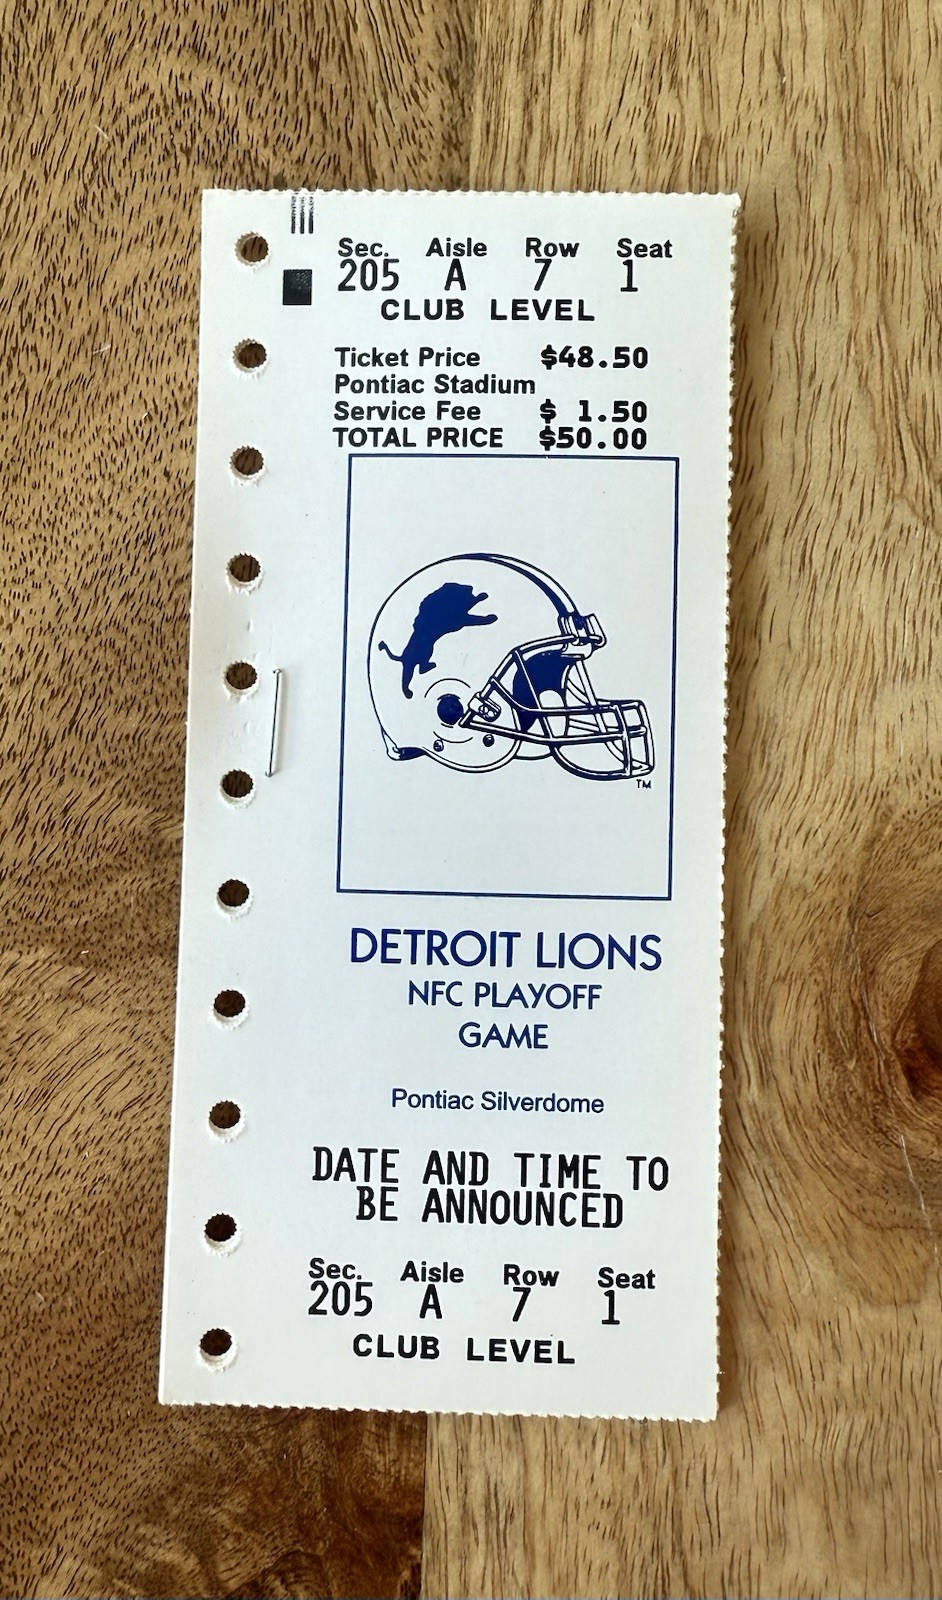 Sec. Aisle Row Seat
205 A 7 1
CLUB LEVEL
Ticket Price $48.50
Pontiac Stadium
Service Fee $ 1.50
TOTAL PRICE $50.00
TM
DETROIT LIONS
NFC PLAYOFF
GAME
Pontiac Silverdome
DATE AND TIME TO
BE ANNOUNCED
Sec. Aisle Row Seat
205 A 7 1
CLUB LEVEL